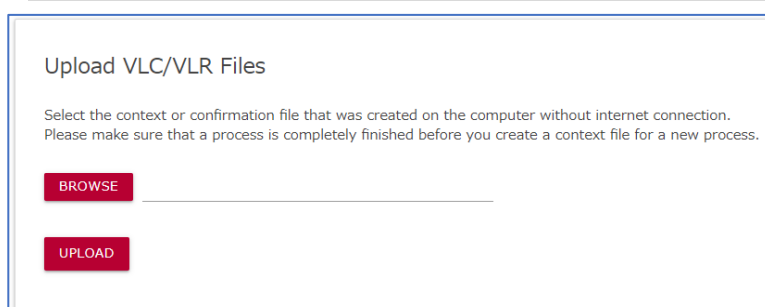 Upload VLC/VLR Files
Select the context or confirmation file that was created on the computer without internet connection.
Please make sure that a process is completely finished before you create a context file for a new process.
BROWSE
UPLOAD